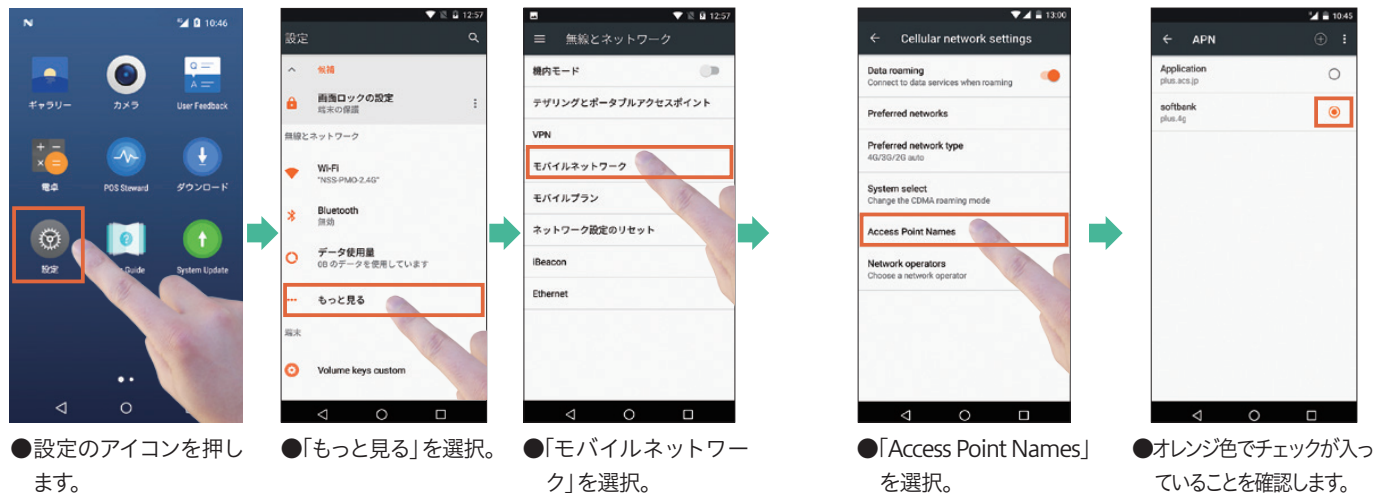 10:46
ギャラリー
カメラ
User Feedback
電卓
POS Steward
ダウンロード
設定
Guide
System Update
●設定のアイコンを押し
ます。
12:57
設定
候補
画面ロックの設定
端末の保護
無線とネットワーク
Wi-Fi
"NSS-PMO-2.4G"
Bluetooth
無効
データ使用量
0B のデータを使用しています
もっと見る
端末
Volume keys custom
●「もっと見る」を選択。
12:57
無線とネットワーク
機内モード
テザリングとポータブルアクセスポイント
VPN
モバイルネットワーク
モバイルプラン
ネットワーク設定のリセット
iBeacon
Ethernet
●「モバイルネットワー
ク」を選択。
13:00
Cellular network settings
Data roaming
Connect to data services when roaming
Preferred networks
Preferred network type
4G/3G/2G auto
System select
Change the CDMA roaming mode
Access Point Names
Network operators
Choose a network operator
●「Access Point Names」
を選択。
10:45
APN
Application
plus.acs.jp
softbank
plus.4g
●オレンジ色でチェックが入っ
ていることを確認します。